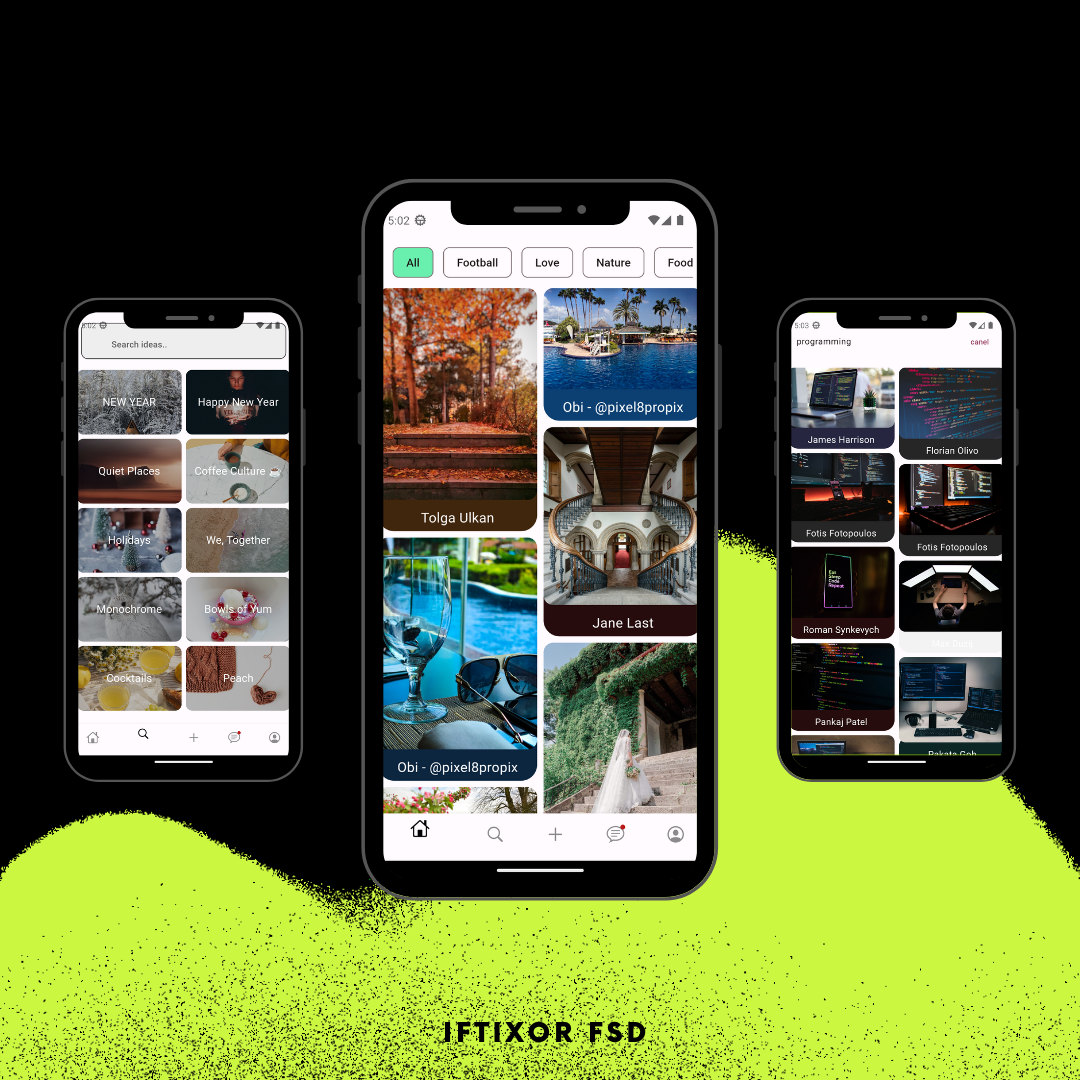 5:02
Search ideas..
NEW YEAR
Happy New Year
Quiet Places
Coffee Culture ☕
Holidays
We, Together
Monochrome
Bowls of Yum
Cocktails
Peach
5:02
All
Football
Love
Nature
Food
Tolga Ulkan
Obi - @pixel8propix
Jane Last
Obi - @pixel8propix
5:03
programming
canel
James Harrison
Florian Olivo
Fotis Fotopoulos
Fotis Fotopoulos
Eat
Sleep
Code
Repeat
Roman Synkevych
Pankaj Patel
Pakata Goh
IFTIXOR FSD